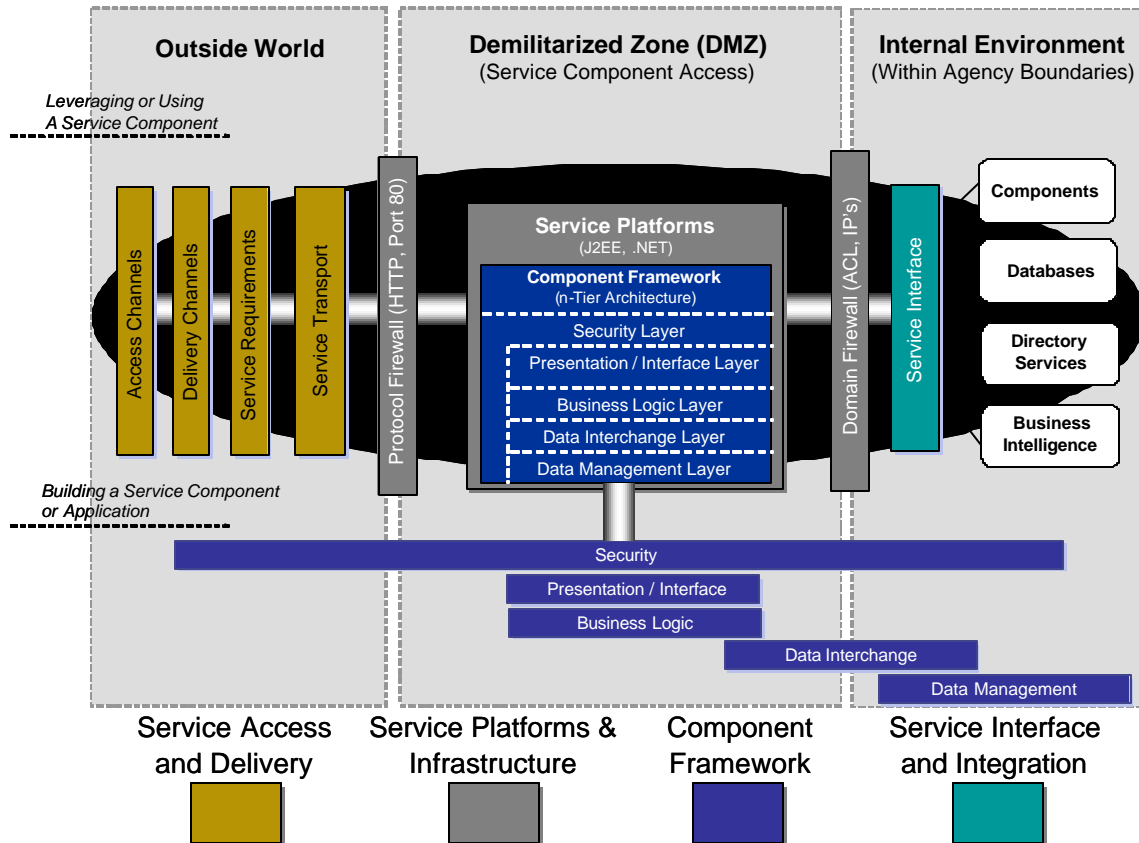 Outside World
Demilitarized Zone (DMZ)
(Service Component Access)
Internal Environment
(Within Agency Boundaries)
Leveraging or Using
A Service Component
Access Channels
Delivery Channels
Service Requirements
Service Transport
Protocol Firewall (HTTP, Port 80)
Service Platforms
(J2EE, .NET)
Component Framework
(n-Tier Architecture)
Security Layer
Presentation / Interface Layer
Business Logic Layer
Data Interchange Layer
Data Management Layer
Domain Firewall (ACL, IP's)
Service Interface
Components
Databases
Directory
Services
Business
Intelligence
Building a Service Component
or Application
Security
Presentation / Interface
Business Logic
Data Interchange
Data Management
Service Access
and Delivery
Service Platforms &
Infrastructure
Component
Framework
Service Interface
and Integration